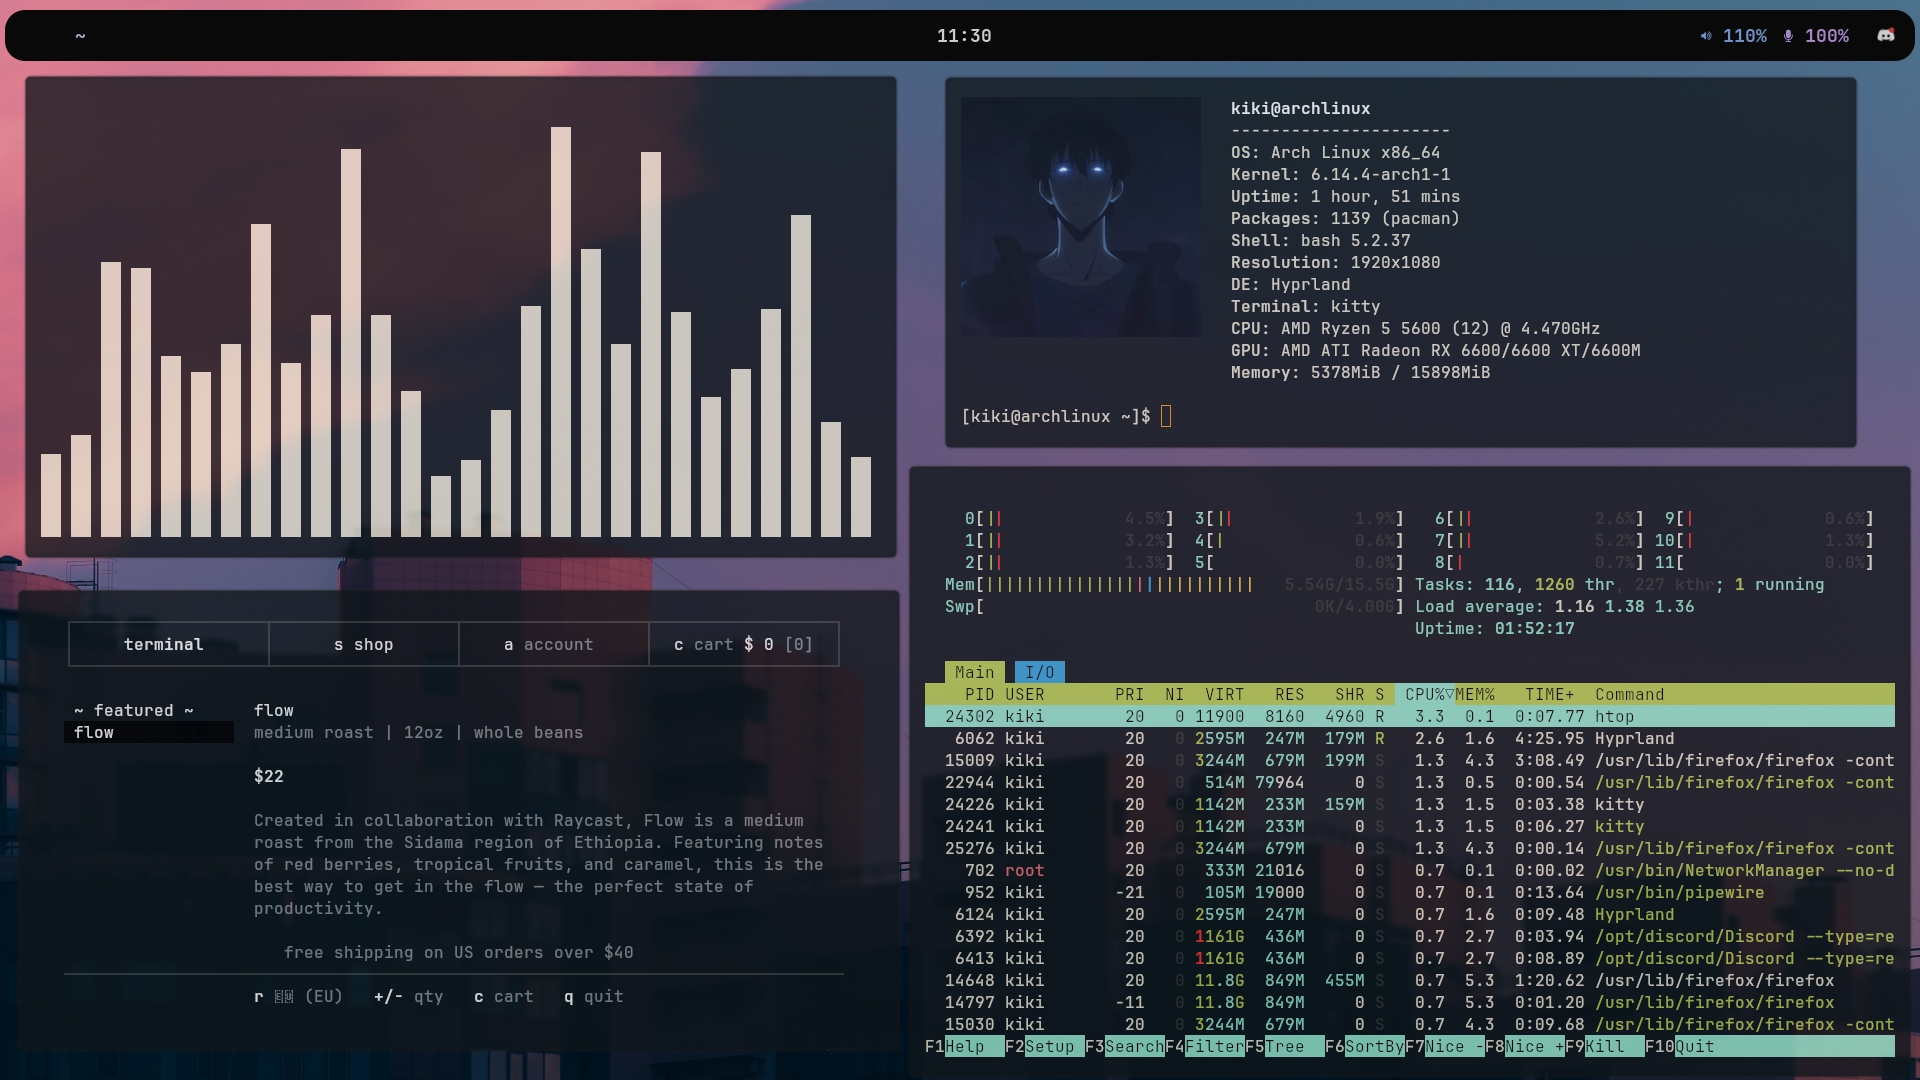 ~
11:30
110% 100%
kiki@archlinux
----------------------
OS: Arch Linux x86_64
Kernel: 6.14.4-arch1-1
Uptime: 1 hour, 51 mins
Packages: 1139 (pacman)
Shell: bash 5.2.37
Resolution: 1920x1080
DE: Hyprland
Terminal: kitty
CPU: AMD Ryzen 5 5600 (12) @ 4.470GHz
GPU: AMD ATI Radeon RX 6600/6600 XT/6600M
Memory: 5378MiB / 15898MiB
[kiki@archlinux ~]$
terminal s shop a account c cart $ 0 [0]
~ featured ~
flow
flow
medium roast | 12oz | whole beans
$22
Created in collaboration with Raycast, Flow is a medium
roast from the Sidama region of Ethiopia. Featuring notes
of red berries, tropical fruits, and caramel, this is the
best way to get in the flow — the perfect state of
productivity.
free shipping on US orders over $40
r (EU) +/- qty c cart q quit
0[|| 4.5%] 3[|| 1.9%] 6[|| 2.6%] 9[| 0.6%]
1[|| 3.2%] 4[| 0.6%] 7[|| 5.2%] 10[| 1.3%]
2[|| 1.3%] 5[ 0.0%] 8[| 0.7%] 11[ 0.0%]
Mem[||||||||||||||||||||||||||| 5.54G/15.5G] Tasks: 116, 1260 thr, 227 kthr; 1 running
Swp[ 0K/4.00G] Load average: 1.16 1.38 1.36
Uptime: 01:52:17
Main I/O
PID USER PRI NI VIRT RES SHR S CPU%▽MEM% TIME+ Command
24302 kiki 20 0 11900 8160 4960 R 3.3 0.1 0:07.77 htop
6062 kiki 20 0 2595M 247M 179M R 2.6 1.6 4:25.95 Hyprland
15009 kiki 20 0 3244M 679M 199M S 1.3 4.3 3:08.49 /usr/lib/firefox/firefox -cont
22944 kiki 20 0 514M 79964 0 S 1.3 0.5 0:00.54 /usr/lib/firefox/firefox -cont
24226 kiki 20 0 1142M 233M 159M S 1.3 1.5 0:03.38 kitty
24241 kiki 20 0 1142M 233M 0 S 1.3 1.5 0:06.27 kitty
25276 kiki 20 0 3244M 679M 0 S 1.3 4.3 0:00.14 /usr/lib/firefox/firefox -cont
702 root 20 0 333M 21016 0 S 0.7 0.1 0:00.02 /usr/bin/NetworkManager --no-d
952 kiki -21 0 105M 19000 0 S 0.7 0.1 0:13.64 /usr/bin/pipewire
6124 kiki 20 0 2595M 247M 0 S 0.7 1.6 0:09.48 Hyprland
6392 kiki 20 0 1161G 436M 0 S 0.7 2.7 0:03.94 /opt/discord/Discord --type=re
6413 kiki 20 0 1161G 436M 0 S 0.7 2.7 0:08.89 /opt/discord/Discord --type=re
14648 kiki 20 0 11.8G 849M 455M S 0.7 5.3 1:20.62 /usr/lib/firefox/firefox
14797 kiki -11 0 11.8G 849M 0 S 0.7 5.3 0:01.20 /usr/lib/firefox/firefox
15030 kiki 20 0 3244M 679M 0 S 0.7 4.3 0:09.68 /usr/lib/firefox/firefox -cont
F1Help F2Setup F3SearchF4FilterF5Tree F6SortByF7Nice -F8Nice +F9Kill F10Quit